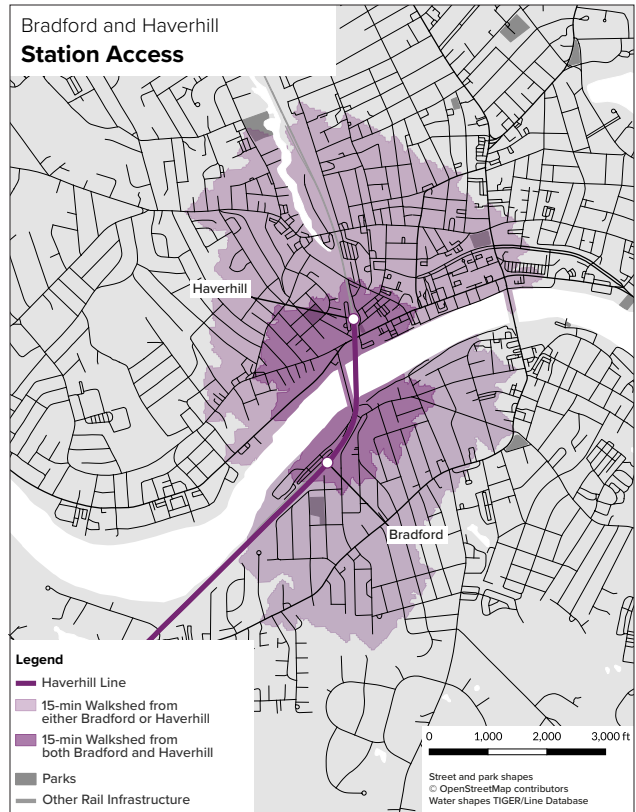 Bradford and Haverhill
Station Access
Haverhill
Bradford
Legend
Haverhill Line
15-min Walkshed from
either Bradford or Haverhill
15-min Walkshed from
both Bradford and Haverhill
Parks
Other Rail Infrastructure
0 1,000 2,000 3,000 ft
Street and park shapes
© OpenStreetMap contributors
Water shapes TIGER/Line Database